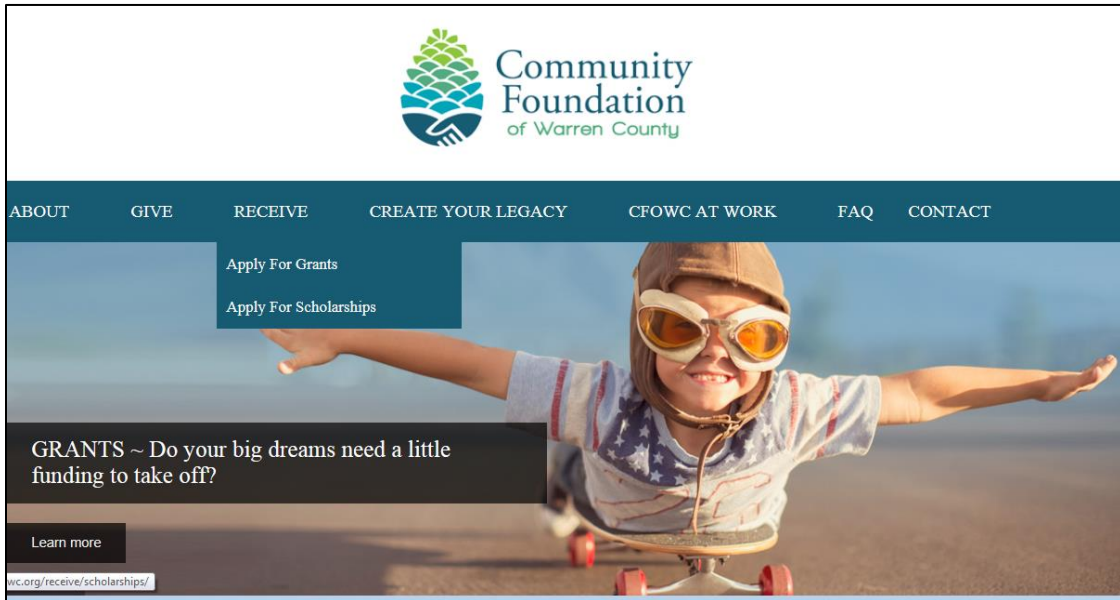 Community
Foundation
of Warren County
ABOUT GIVE RECEIVE CREATE YOUR LEGACY CFOWC AT WORK FAQ CONTACT
Apply For Grants
Apply For Scholarships
GRANTS ~ Do your big dreams need a little
funding to take off?
Learn more
wc.org/receive/scholarships/